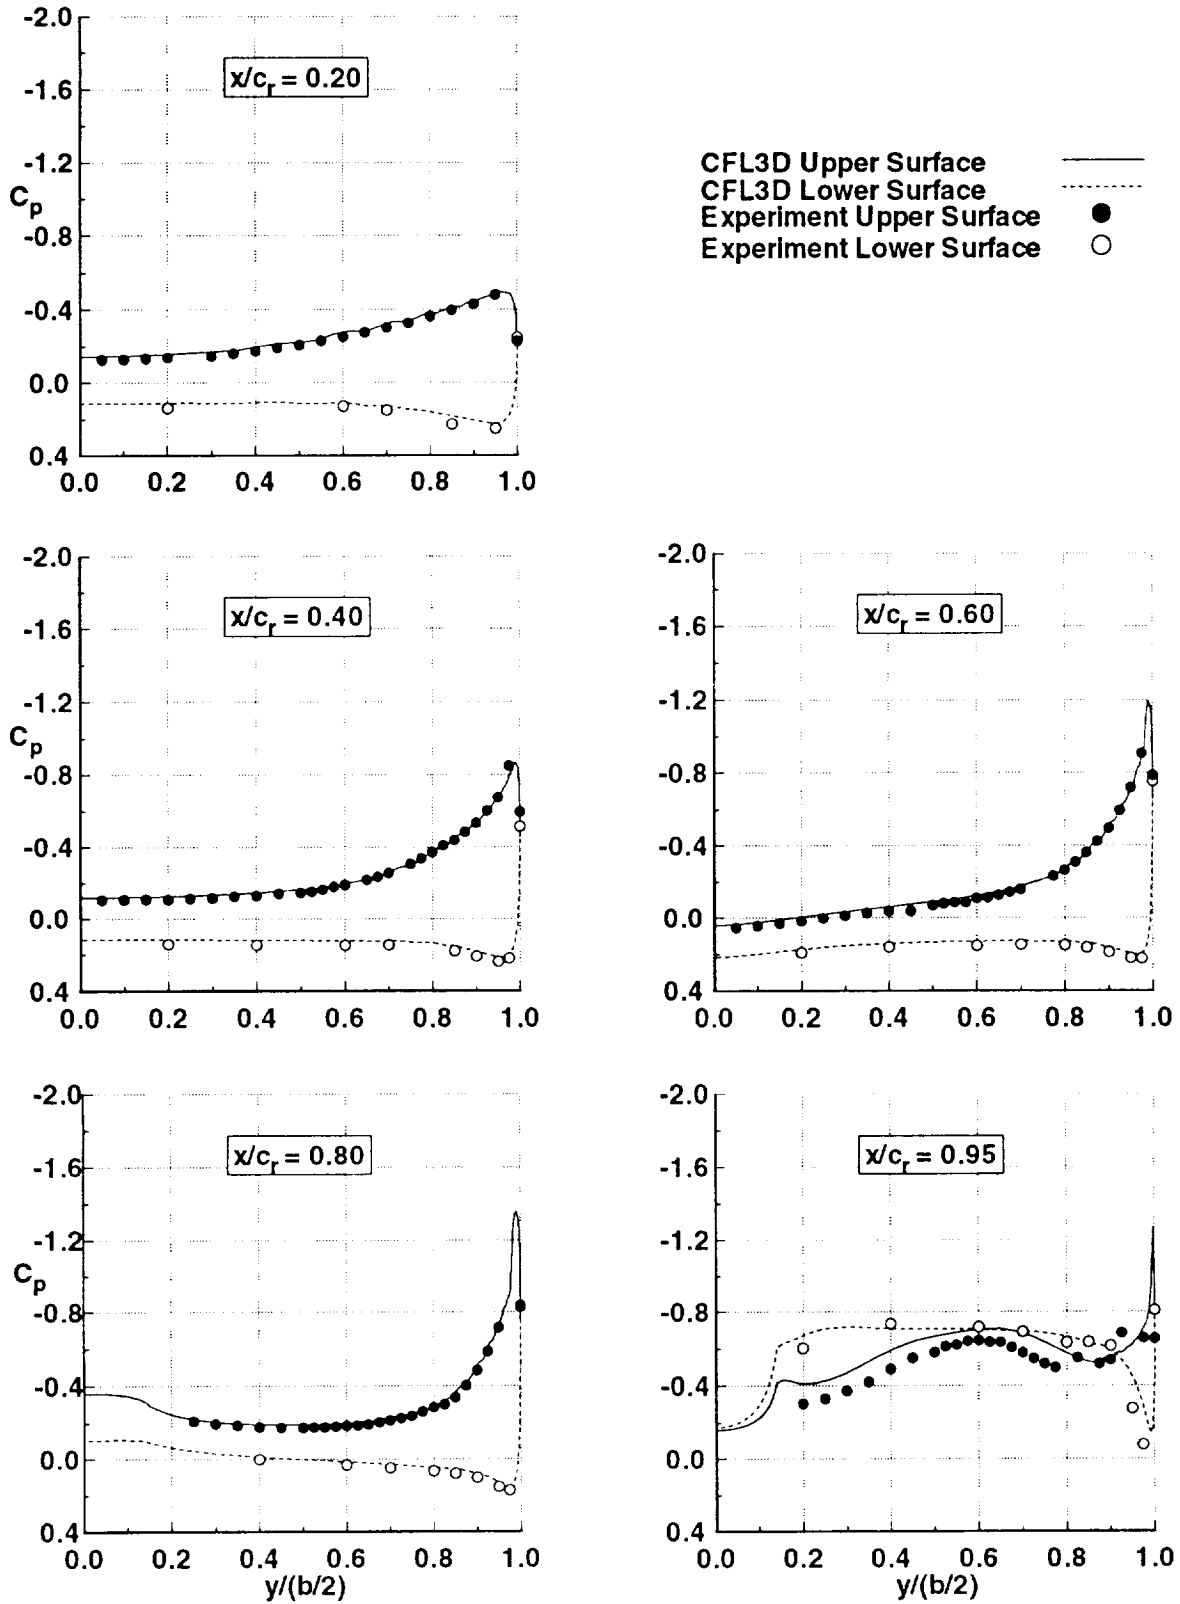 -2.0
-1.6
-1.2
-0.8
-0.4
0.0
0.4
Cp
x/cr = 0.20
0.0 0.2 0.4 0.6 0.8 1.0
CFL3D Upper Surface
CFL3D Lower Surface
Experiment Upper Surface
Experiment Lower Surface
-2.0
-1.6
-1.2
-0.8
-0.4
0.0
0.4
Cp
x/cr = 0.40
0.0 0.2 0.4 0.6 0.8 1.0
-2.0
-1.6
-1.2
-0.8
-0.4
0.0
0.4
x/cr = 0.60
0.0 0.2 0.4 0.6 0.8 1.0
-2.0
-1.6
-1.2
-0.8
-0.4
0.0
0.4
Cp
x/cr = 0.80
0.0 0.2 0.4 0.6 0.8 1.0
y/(b/2)
-2.0
-1.6
-1.2
-0.8
-0.4
0.0
0.4
x/cr = 0.95
0.0 0.2 0.4 0.6 0.8 1.0
y/(b/2)